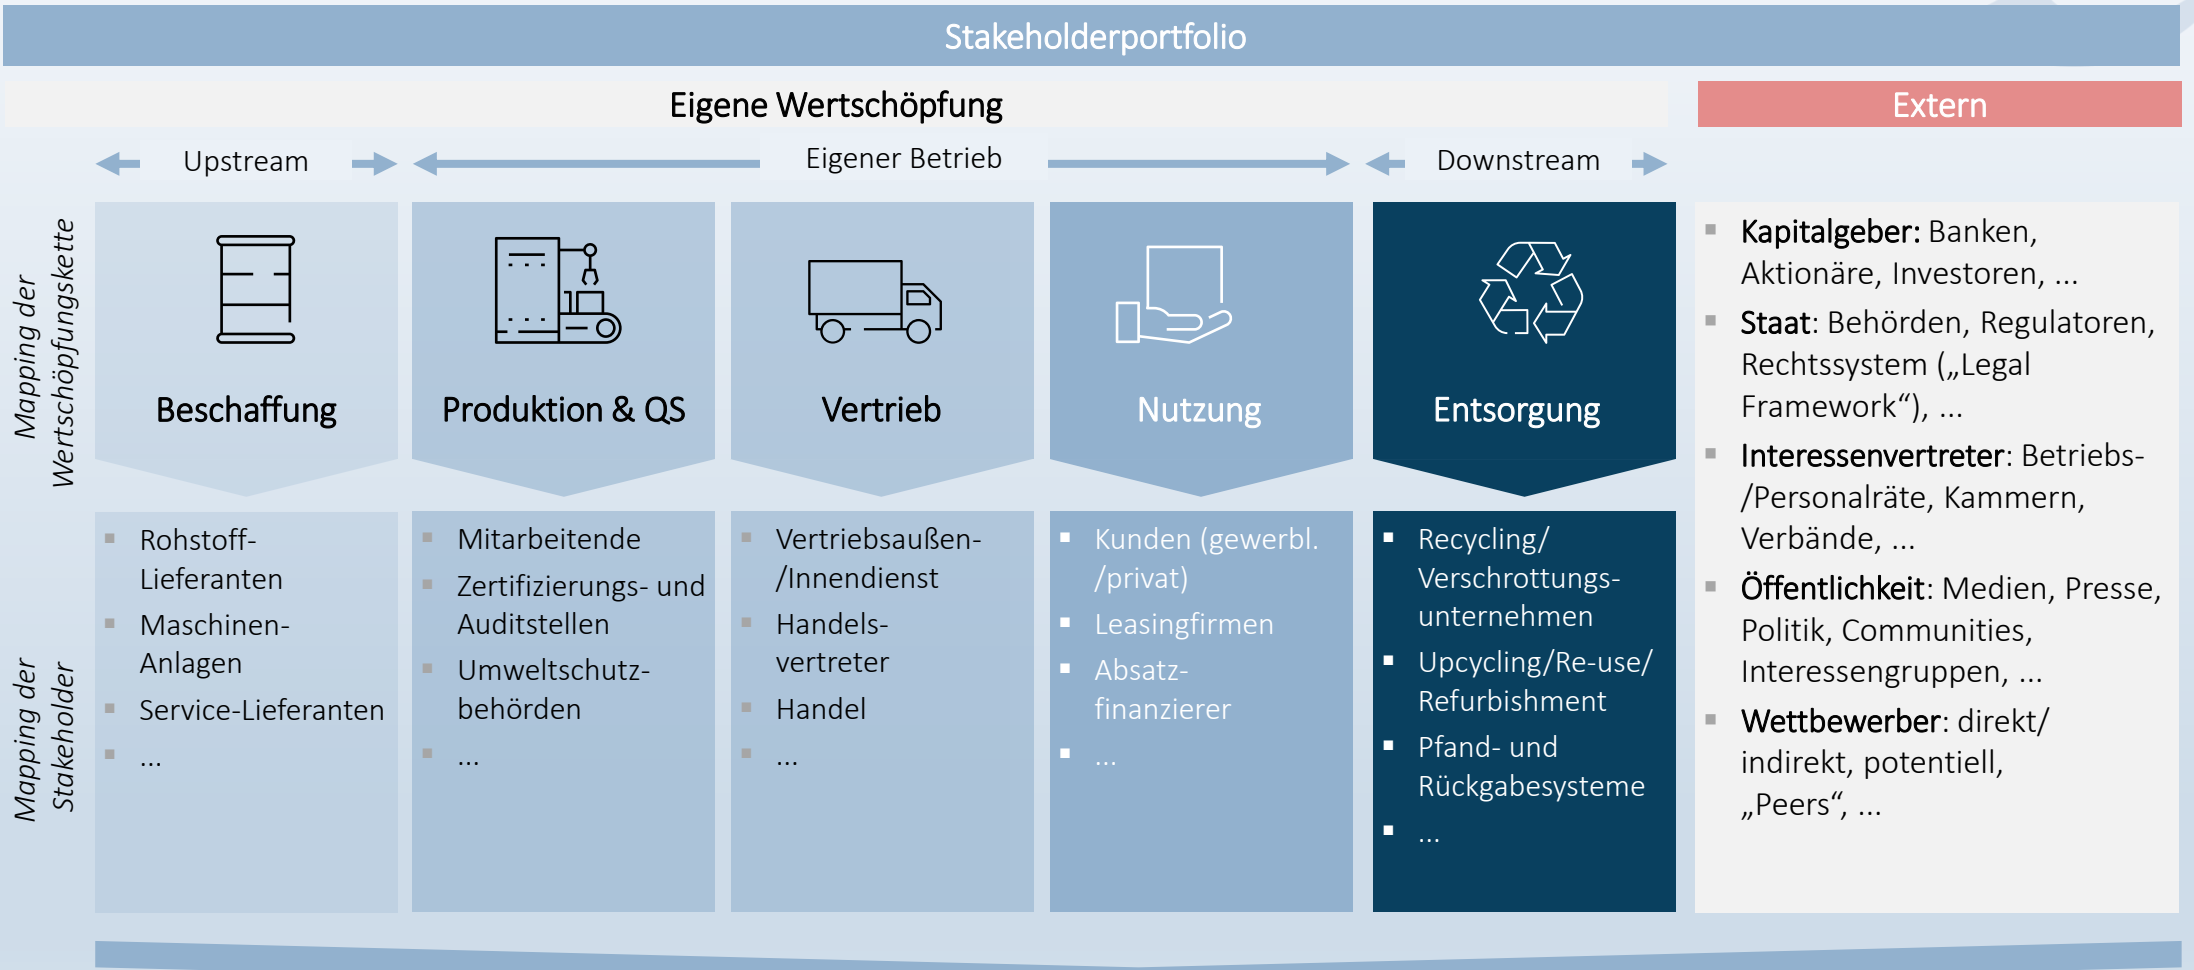 Stakeholderportfolio
Eigene Wertschöpfung
Extern
Upstream
Eigener Betrieb
Downstream
Mapping der
Wertschöpfungskette
Beschaffung
Produktion & QS
Vertrieb
Nutzung
Entsorgung
Mapping der
Stakeholder
▪ Rohstoff-
Lieferanten
▪ Maschinen-
Anlagen
▪ Service-Lieferanten
▪ ...
▪ Mitarbeitende
▪ Zertifizierungs- und
Auditstellen
▪ Umweltschutz-
behörden
▪ ...
▪ Vertriebsaußen-
/Innendienst
▪ Handels-
vertreter
▪ Handel
▪ ...
▪ Kunden (gewerbl.
/privat)
▪ Leasingfirmen
▪ Absatz-
finanzierer
▪ ...
▪ Recycling/
Verschrottungs-
unternehmen
▪ Upcycling/Re-use/
Refurbishment
▪ Pfand- und
Rückgabesysteme
▪ ...
▪ Kapitalgeber: Banken,
Aktionäre, Investoren, ...
▪ Staat: Behörden, Regulatoren,
Rechtssystem („Legal
Framework“), ...
▪ Interessenvertreter: Betriebs-
/Personalräte, Kammern,
Verbände, ...
▪ Öffentlichkeit: Medien, Presse,
Politik, Communities,
Interessengruppen, ...
▪ Wettbewerber: direkt/
indirekt, potentiell,
„Peers“, ...